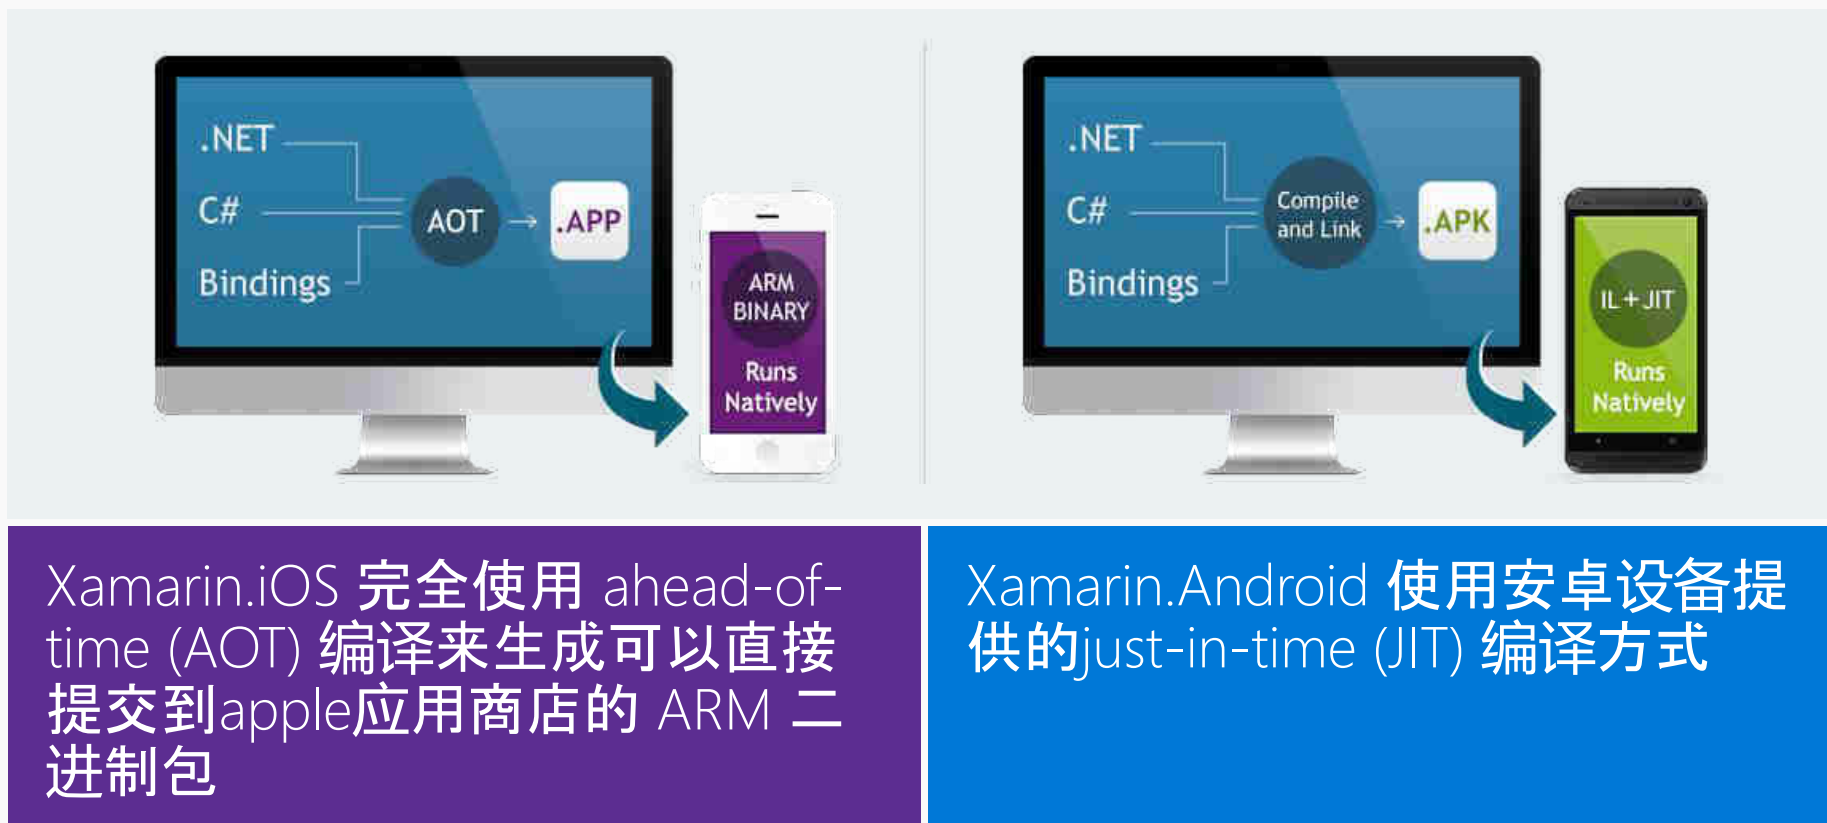 .NET
C#
Bindings
AOT
.APP
ARM
BINARY
Runs
Natively
.NET
C#
Bindings
Compile
and Link
.APK
IL+JIT
Runs
Natively
Xamarin.iOS 完全使用 ahead-of-
time (AOT) 编译来生成可以直接
提交到apple应用商店的 ARM 二
进制包
Xamarin.Android 使用安卓设备提
供的just-in-time (JIT) 编译方式